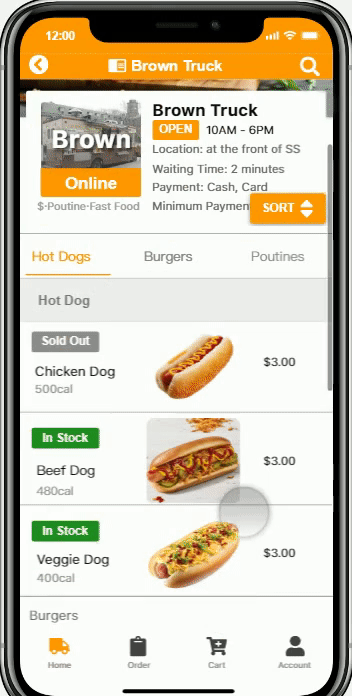 12:00
Brown Truck
Brown
Online
$·Poutine·Fast Food
Brown Truck
OPEN 10AM - 6PM
Location: at the front of SS
Waiting Time: 2 minutes
Payment: Cash, Card
Minimum Paymen
SORT
Hot Dogs Burgers Poutines
Hot Dog
Sold Out
Chicken Dog
500cal
$3.00
In Stock
Beef Dog
480cal
$3.00
In Stock
Veggie Dog
400cal
$3.00
Burgers
Home Order Cart Account